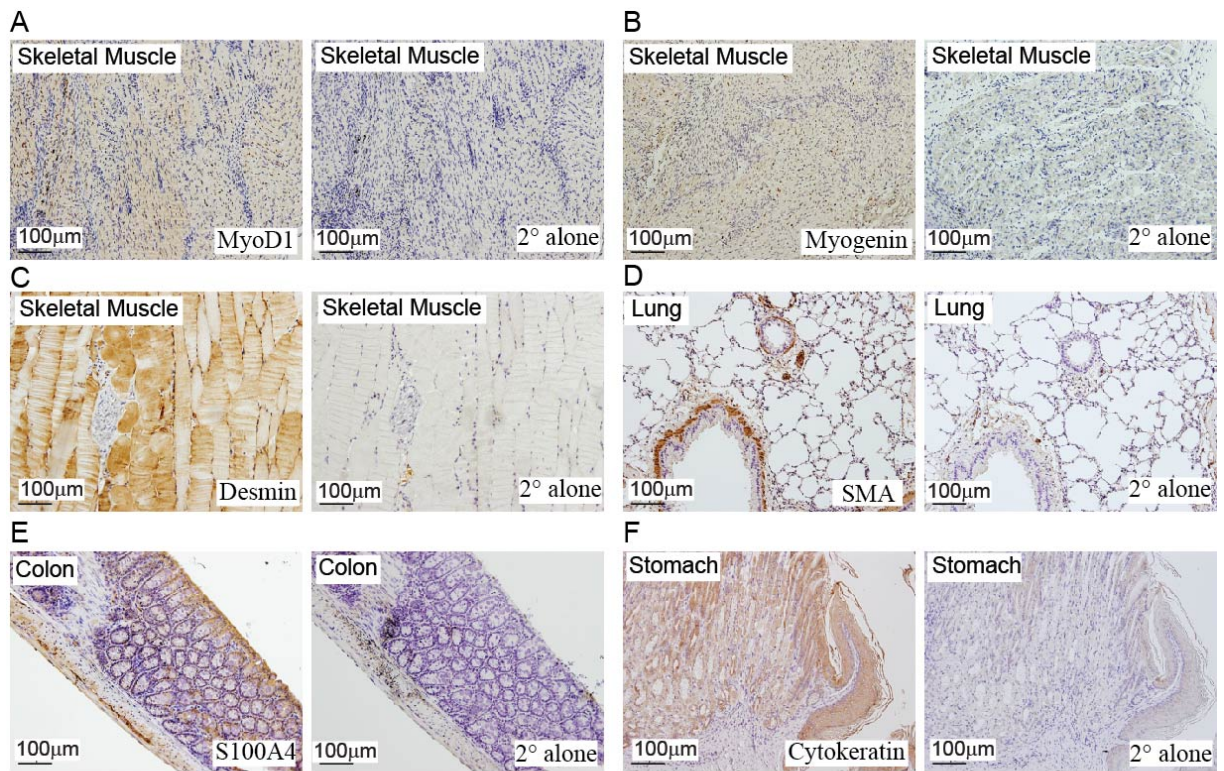 A
B
Skeletal Muscle
Skeletal Muscle
Skeletal Muscle
Skeletal Muscle
100μm
MyoD1
100μm
2° alone
100μm
Myogenin
100μm
2° alone
C
D
Skeletal Muscle
Skeletal Muscle
Lung
Lung
100μm
Desmin
100μm
2° alone
100μm
SMA
100μm
2° alone
E
F
Colon
Colon
Stomach
Stomach
100μm
S100A4
100μm
2° alone
100μm
Cytokeratin
100μm
2° alone